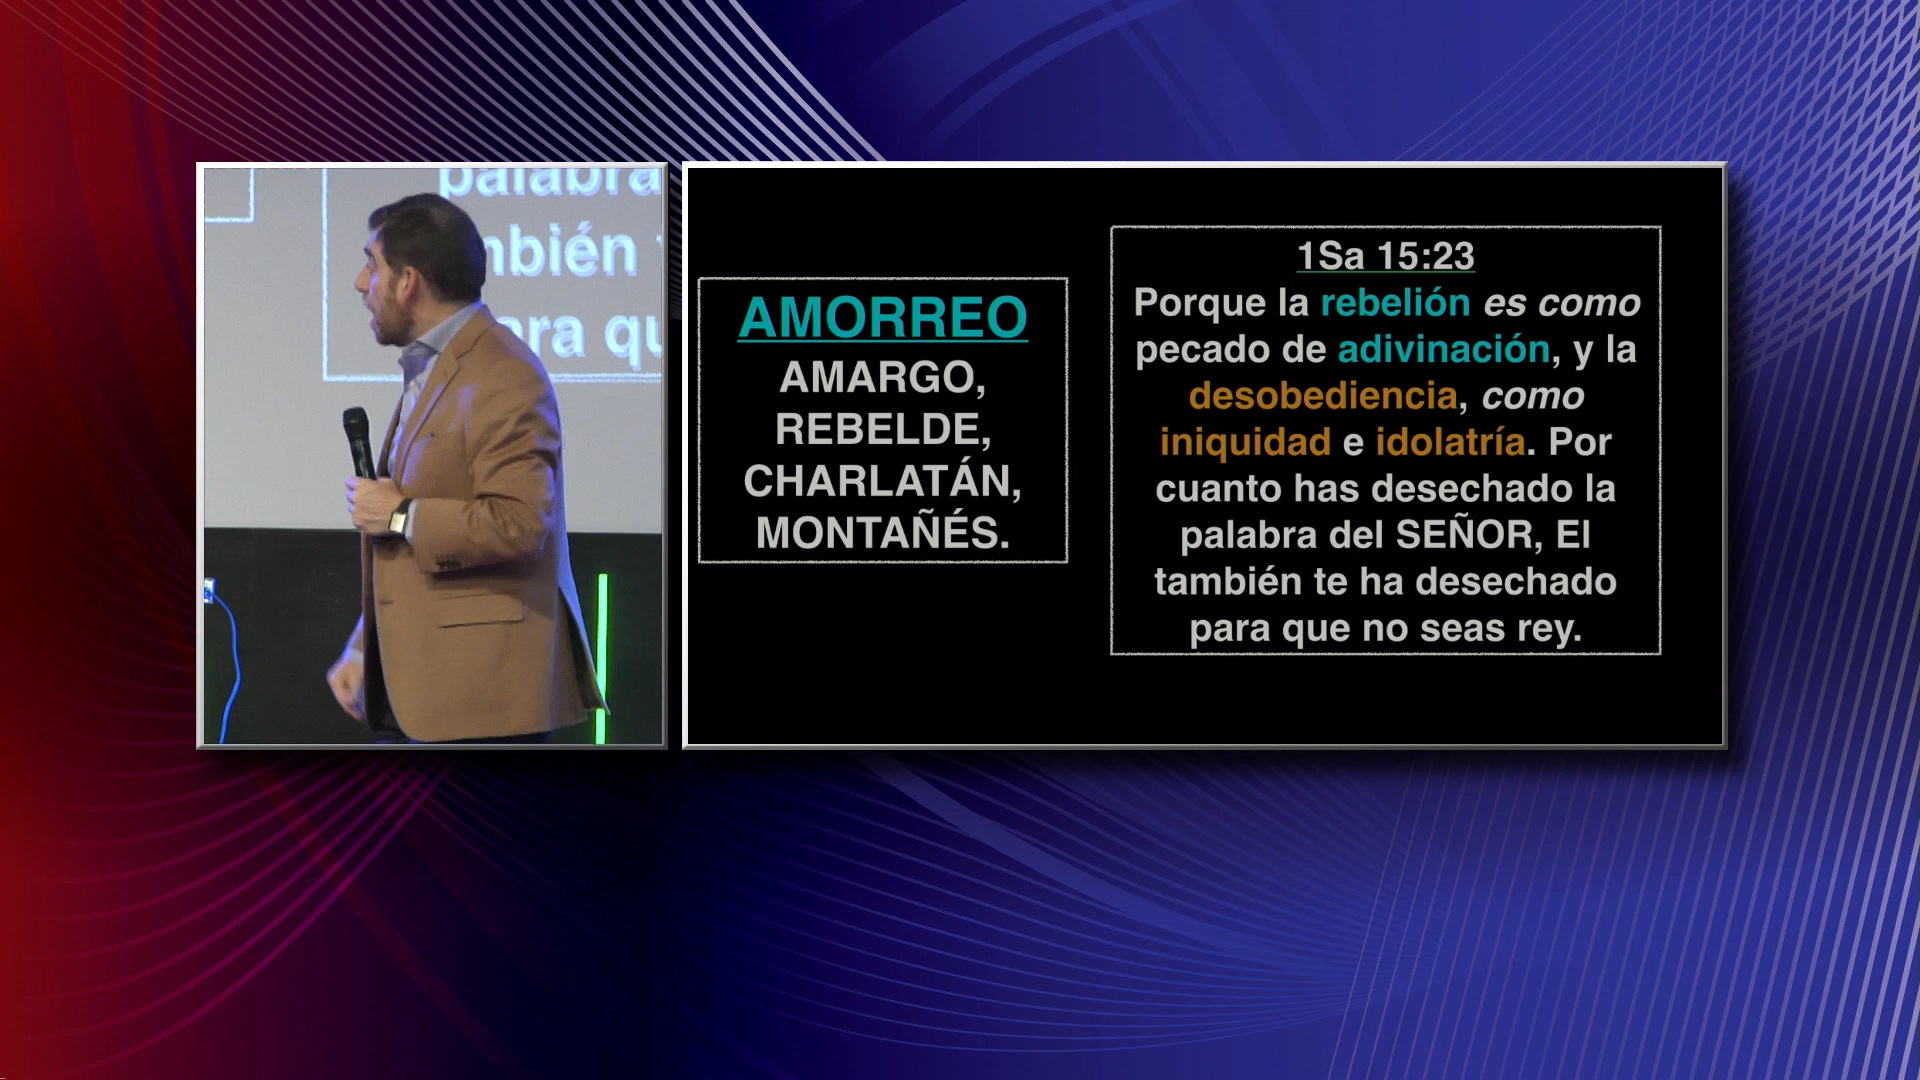 palabra
mbién
ara qu
AMORREO
AMARGO,
REBELDE,
CHARLATÁN,
MONTAÑÉS.
1Sa 15:23
Porque la rebelión es como
pecado de adivinación, y la
desobediencia, como
iniquidad e idolatría. Por
cuanto has desechado la
palabra del SEÑOR, El
también te ha desechado
para que no seas rey.